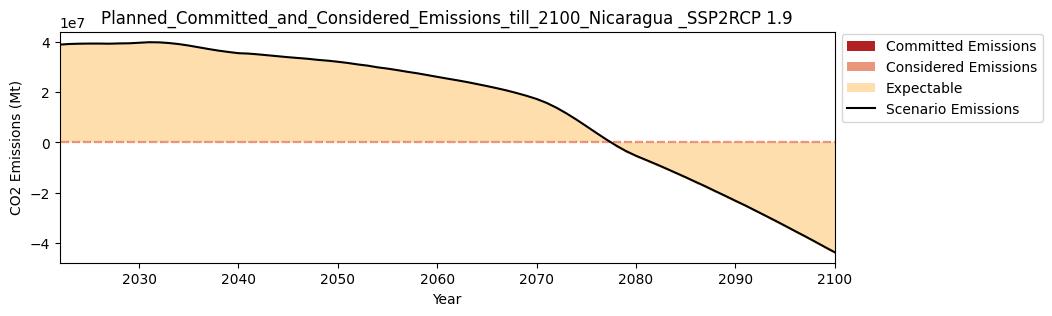 Planned_Committed_and_Considered_Emissions_till_2100_Nicaragua _SSP2RCP 1.9
1e7
4
2
0
−2
−4
CO2 Emissions (Mt)
2030 2040 2050 2060 2070 2080 2090 2100
Year
Committed Emissions
Considered Emissions
Expectable
Scenario Emissions